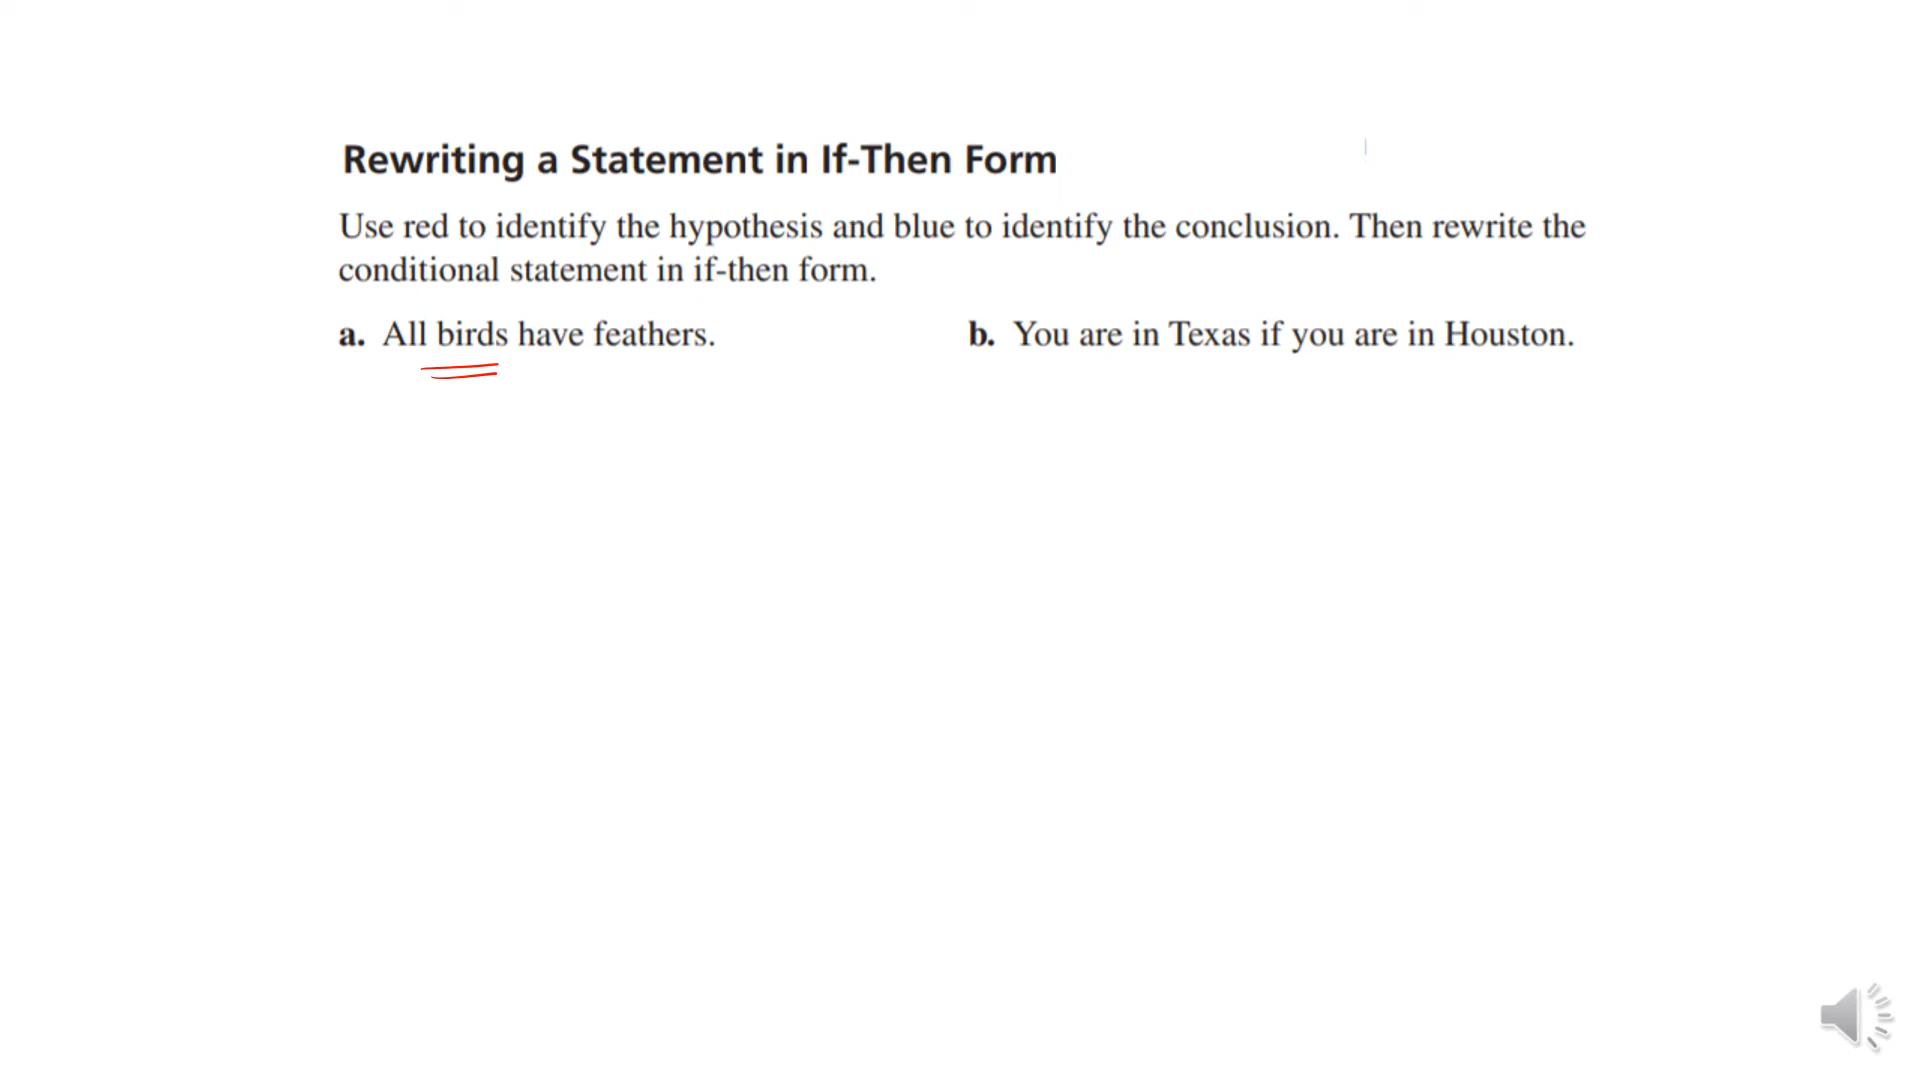 Rewriting a Statement in If-Then Form
Use red to identify the hypothesis and blue to identify the conclusion. Then rewrite the
conditional statement in if-then form.
a. All birds have feathers.
b. You are in Texas if you are in Houston.